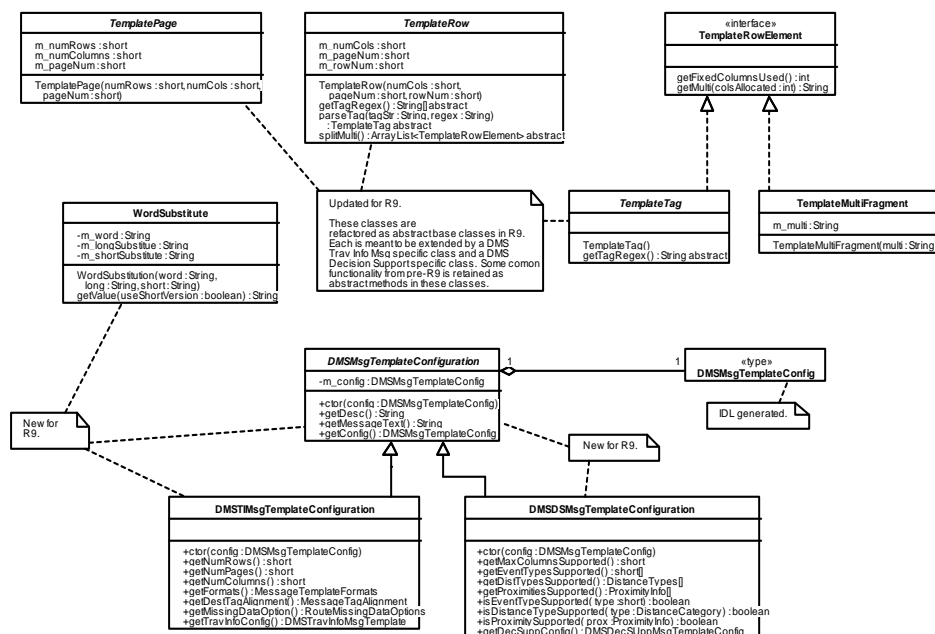 TemplatePage
m_numRows : short
m_numColumns : short
m_pageNum : short
TemplatePage(numRows : short, numCols : short,
pageNum : short)
TemplateRow
m_numCols : short
m_pageNum : short
m_rowNum : short
TemplateRow(numCols : short,
pageNum : short, rowNum : short)
getTagRegex() : String[] abstract
parseTag(tagStr : String, regex : String)
: TemplateTag abstract
splitMulti() : ArrayList<TemplateRowElement> abstract
«interface»
TemplateRowElement
getFixedColumnsUsed() : int
getMulti(colsAllocated : int) : String
WordSubstitute
-m_word : String
-m_longSubstitue : String
-m_shortSubstitute : String
WordSubstitution(word : String,
long : String, short : String)
getValue(useShortVersion : boolean) : String
Updated for R9.
These classes are
refactored as abstract base classes in R9.
Each is meant to be extended by a DMS
Trav Info Msg specific class and a DMS
Decision Support specific class. Some comon
functionality from pre-R9 is retained as
abstract methods in these classes.
TemplateTag
TemplateTag()
getTagRegex() : String abstract
TemplateMultiFragment
m_multi : String
TemplateMultiFragment(multi : String
DMSMsgTemplateConfiguration
-m_config : DMSMsgTemplateConfig
+ctor(config : DMSMsgTemplateConfig)
+getDesc() : String
+getMessageText() : String
+getConfig() : DMSMsgTemplateConfig
1
1
«type»
DMSMsgTemplateConfig
IDL generated.
New for
R9.
New for R9.
DMSTIMsgTemplateConfiguration
+ctor(config : DMSMsgTemplateConfig)
+getNumRows() : short
+getNumPages() : short
+getNumColumns() : short
+getFormats() : MessageTemplateFormats
+getDestTagAlignment() : MessageTagAlignment
+getMissingDataOption() : RouteMissingDataOptions
+getTravInfoConfig() : DMSTravInfoMsgTemplate
DMSDSMsgTemplateConfiguration
+ctor(config : DMSMsgTemplateConfig)
+getMaxColumnsSupported() : short
+getEventTypesSupported() : short[]
+getDistTypesSupported() : DistanceTypes[]
+getProximitiesSupported() : ProximityInfo[]
+isEventTypeSupported( type : short) : boolean
+isDistanceTypeSupported( type : DistanceCategory) : boolean
+isProximitySupported( prox : ProximityInfo) : boolean
+getDecSuppConfig() : DMSDecSUppMsgTemplateConfig